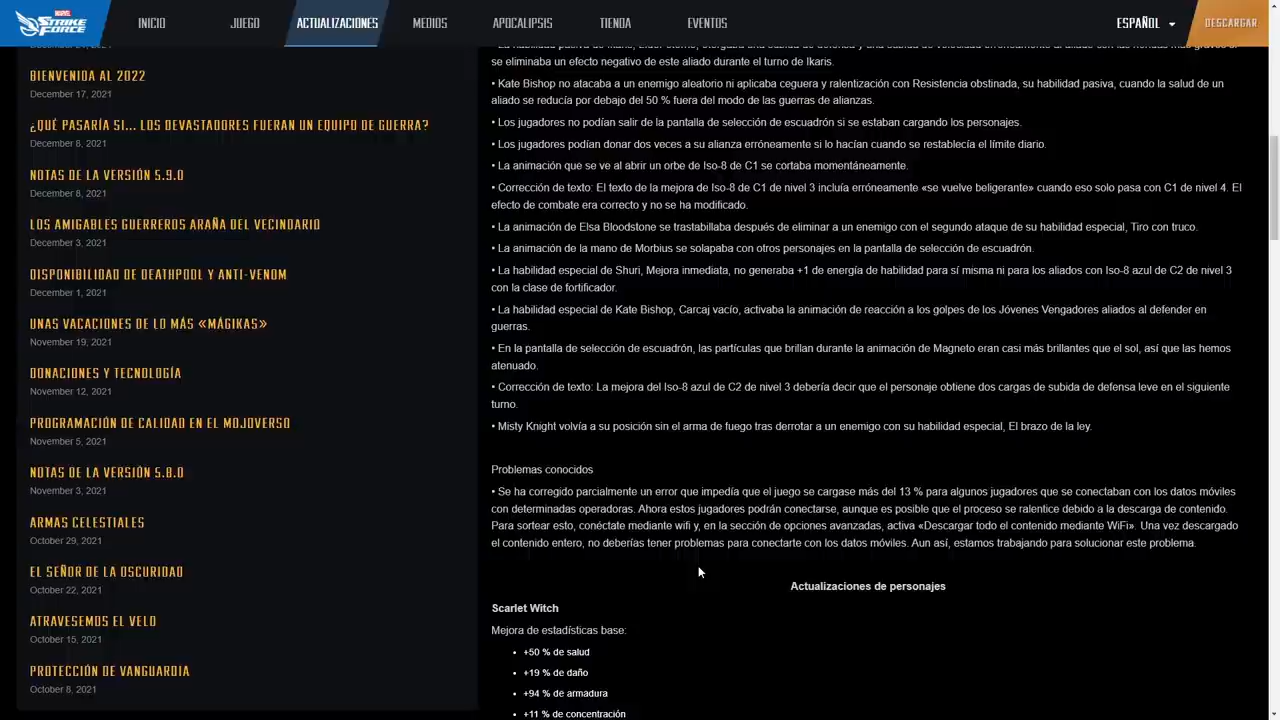 MARVEL
STRIKE
FORCE
INICIO
JUEGO
ACTUALIZACIONES
MEDIOS
APOCALIPSIS
TIENDA
EVENTOS
ESPAÑOL
DESCARGAR
BIENVENIDA AL 2022
December 17, 2021
¿QUÉ PASARÍA SI... LOS DEVASTADORES FUERAN UN EQUIPO DE GUERRA?
December 8, 2021
NOTAS DE LA VERSIÓN 5.9.0
December 8, 2021
LOS AMIGABLES GUERREROS ARAÑA DEL VECINDARIO
December 3, 2021
DISPONIBILIDAD DE DEATHPOOL Y ANTI-VENOM
December 1, 2021
UNAS VACACIONES DE LO MÁS «MÁGIKAS»
November 19, 2021
DONACIONES Y TECNOLOGÍA
November 12, 2021
PROGRAMACIÓN DE CALIDAD EN EL MOJOVERSO
November 5, 2021
NOTAS DE LA VERSIÓN 5.8.0
November 3, 2021
ARMAS CELESTIALES
October 29, 2021
EL SEÑOR DE LA OSCURIDAD
October 22, 2021
ATRAVESEMOS EL VELO
October 15, 2021
PROTECCIÓN DE VANGUARDIA
October 8, 2021
se eliminaba un efecto negativo de este aliado durante el turno de Ikaris.
• Kate Bishop no atacaba a un enemigo aleatorio ni aplicaba ceguera y ralentización con Resistencia obstinada, su habilidad pasiva, cuando la salud de un
aliado se reducía por debajo del 50 % fuera del modo de las guerras de alianzas.
• Los jugadores no podían salir de la pantalla de selección de escuadrón si se estaban cargando los personajes.
• Los jugadores podían donar dos veces a su alianza erróneamente si lo hacían cuando se restablecía el límite diario.
• La animación que se ve al abrir un orbe de Iso-8 de C1 se cortaba momentáneamente.
• Corrección de texto: El texto de la mejora de Iso-8 de C1 de nivel 3 incluía erróneamente «se vuelve beligerante» cuando eso solo pasa con C1 de nivel 4. El
efecto de combate era correcto y no se ha modificado.
• La animación de Elsa Bloodstone se trastabillaba después de eliminar a un enemigo con el segundo ataque de su habilidad especial, Tiro con truco.
• La animación de la mano de Morbius se solapaba con otros personajes en la pantalla de selección de escuadrón.
• La habilidad especial de Shuri, Mejora inmediata, no generaba +1 de energía de habilidad para sí misma ni para los aliados con Iso-8 azul de C2 de nivel 3
con la clase de fortificador.
• La habilidad especial de Kate Bishop, Carcaj vacío, activaba la animación de reacción a los golpes de los Jóvenes Vengadores aliados al defender en
guerras.
• En la pantalla de selección de escuadrón, las partículas que brillan durante la animación de Magneto eran casi más brillantes que el sol, así que las hemos
atenuado.
• Corrección de texto: La mejora del Iso-8 azul de C2 de nivel 3 debería decir que el personaje obtiene dos cargas de subida de defensa leve en el siguiente
turno.
• Misty Knight volvía a su posición sin el arma de fuego tras derrotar a un enemigo con su habilidad especial, El brazo de la ley.
Problemas conocidos
• Se ha corregido parcialmente un error que impedía que el juego se cargase más del 13 % para algunos jugadores que se conectaban con los datos móviles
con determinadas operadoras. Ahora estos jugadores podrán conectarse, aunque es posible que el proceso se ralentice debido a la descarga de contenido.
Para sortear esto, conéctate mediante wifi y, en la sección de opciones avanzadas, activa «Descargar todo el contenido mediante WiFi». Una vez descargado
el contenido entero, no deberías tener problemas para conectarte con los datos móviles. Aun así, estamos trabajando para solucionar este problema.
Actualizaciones de personajes
Scarlet Witch
Mejora de estadísticas base:
• +50 % de salud
• +19 % de daño
• +94 % de armadura
• +11 % de concentración